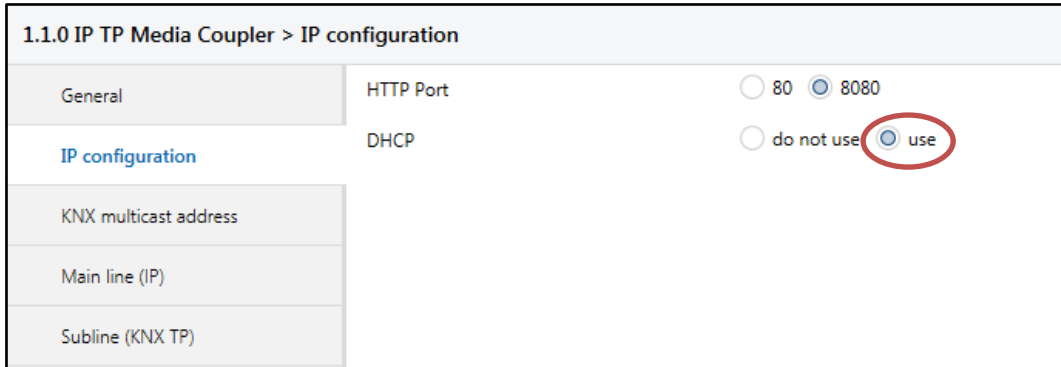 1.1.0 IP TP Media Coupler > IP configuration
General
IP configuration
KNX multicast address
Main line (IP)
Subline (KNX TP)
HTTP Port 80 8080
DHCP do not use use